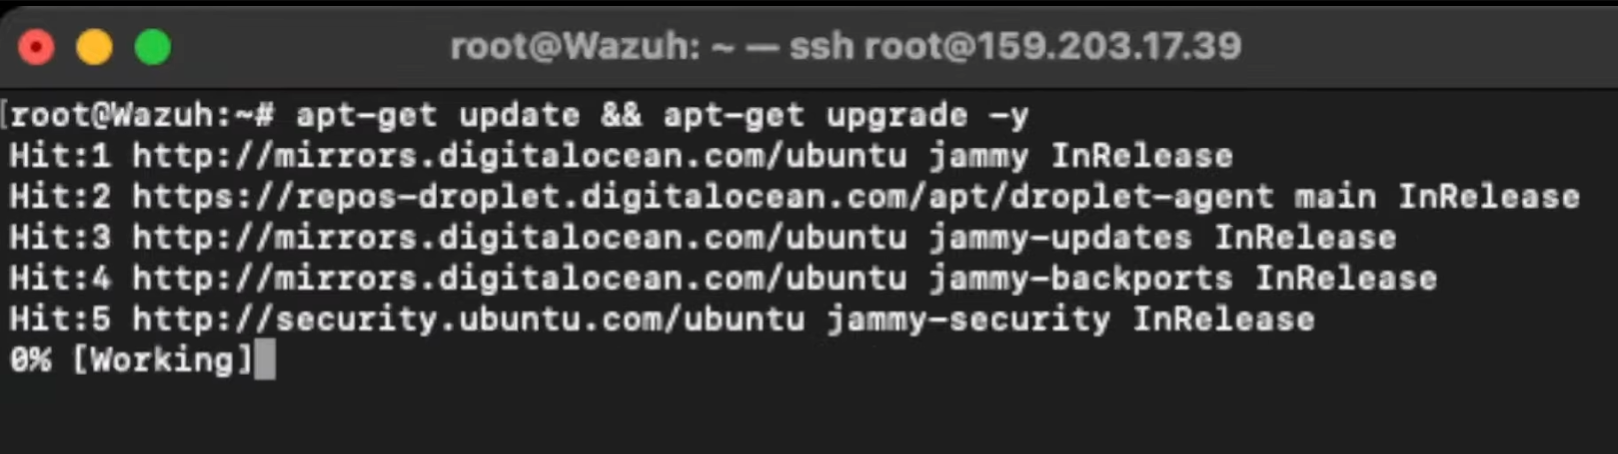 root@Wazuh: ~ — ssh root@159.203.17.39
[root@Wazuh:~# apt-get update && apt-get upgrade -y
Hit:1 http://mirrors.digitalocean.com/ubuntu jammy InRelease
Hit:2 https://repos-droplet.digitalocean.com/apt/droplet-agent main InRelease
Hit:3 http://mirrors.digitalocean.com/ubuntu jammy-updates InRelease
Hit:4 http://mirrors.digitalocean.com/ubuntu jammy-backports InRelease
Hit:5 http://security.ubuntu.com/ubuntu jammy-security InRelease
0% [Working]